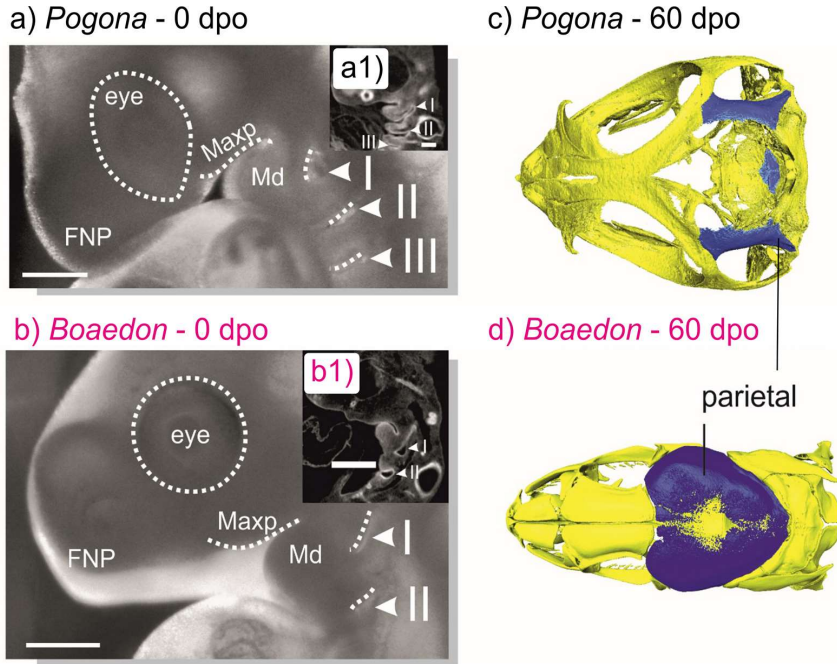 a) Pogona - 0 dpo
eye
Maxp
Md
FNP
I
II
III
a1)
I
II
III
c) Pogona - 60 dpo
b) Boaedon - 0 dpo
eye
Maxp
Md
FNP
I
II
b1)
I
II
d) Boaedon - 60 dpo
parietal